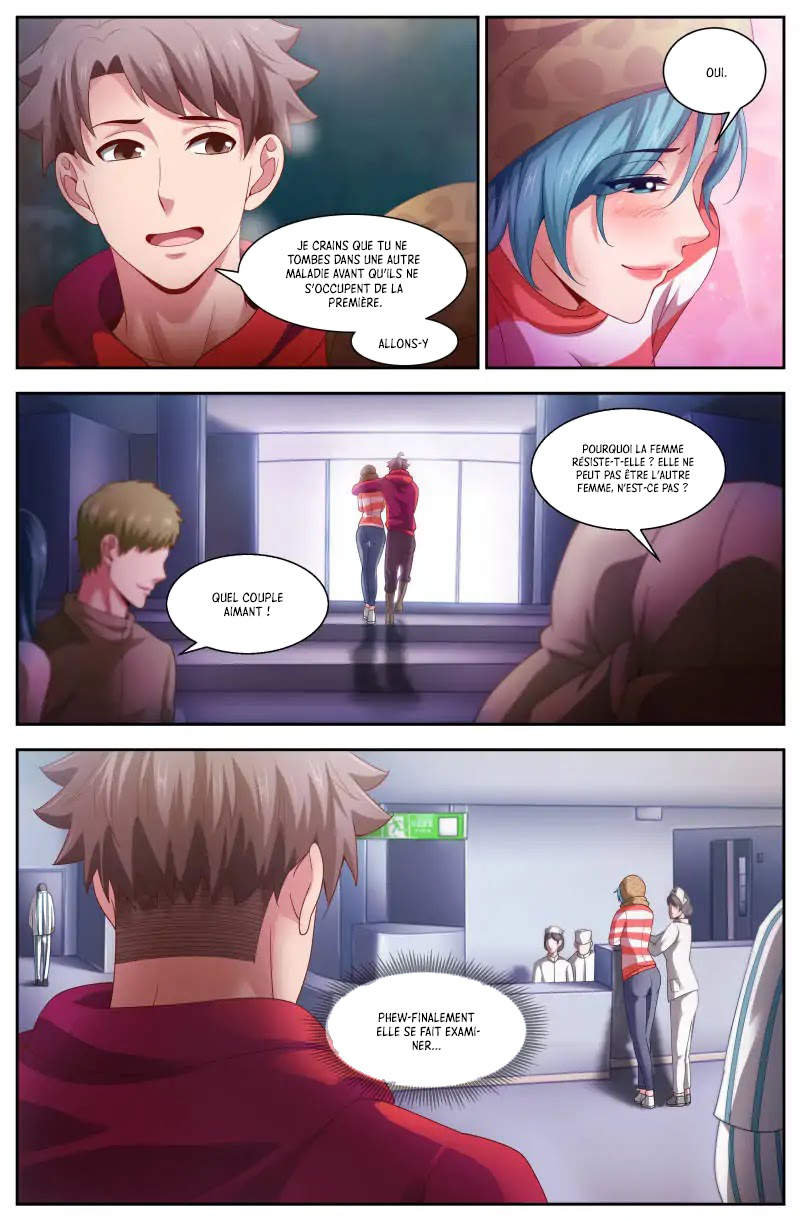 JE CRAINS QUE TU NE
TOMBES DANS UNE AUTRE
MALADIE AVANT QU'ILS NE
S'OCCUPENT DE LA
PREMIÈRE.
ALLONS-Y
OUI.
QUEL COUPLE
AIMANT !
POURQUOI LA FEMME
RÉSISTE-T-ELLE ? ELLE NE
PEUT PAS ÊTRE L'AUTRE
FEMME, N'EST-CE PAS ?
PHEW-FINALEMENT
ELLE SE FAIT EXAMI-
NER...